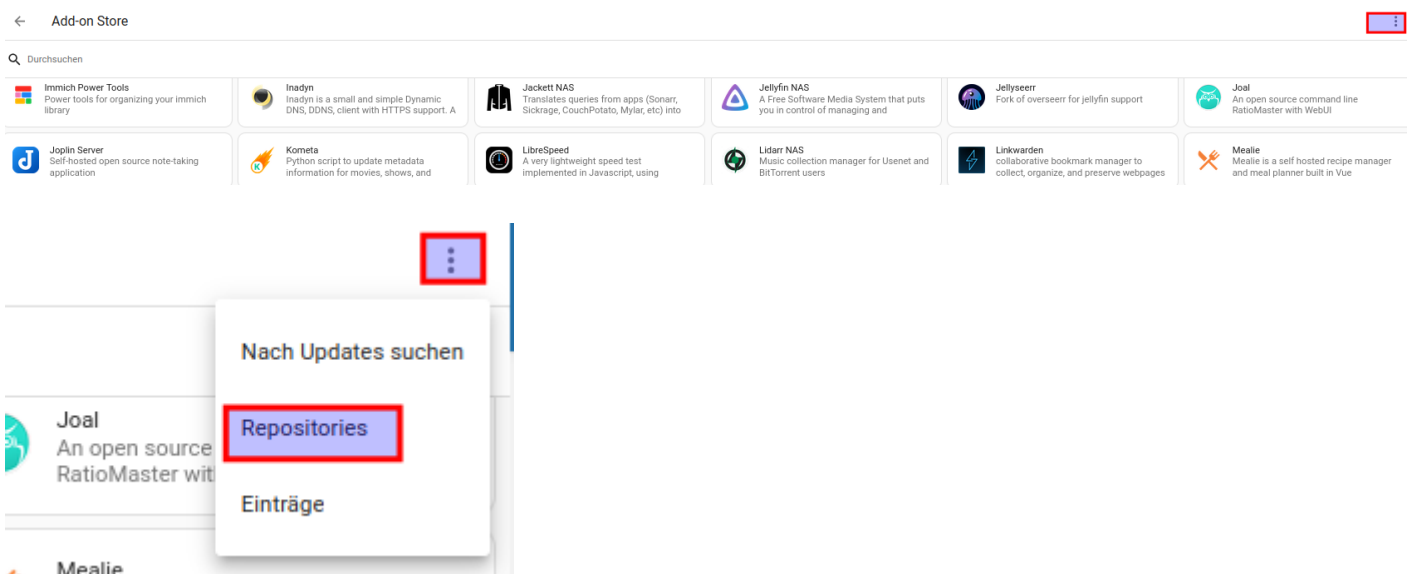 Add-on Store
Durchsuchen
Immich Power Tools
Power tools for organizing your immich
library
Inadyn
Inadyn is a small and simple Dynamic
DNS, DDNS, client with HTTPS support. A
Jackett NAS
Translates queries from apps (Sonarr,
Sickrage, CouchPotato, Mylar, etc) into
Jellyfin NAS
A Free Software Media System that puts
you in control of managing and
Jellyseerr
Fork of overseerr for jellyfin support
Joal
An open source command line
RatioMaster with WebUI
Joplin Server
Self-hosted open source note-taking
application
Kometa
Python script to update metadata
information for movies, shows, and
LibreSpeed
A very lightweight speed test
implemented in Javascript, using
Lidarr NAS
Music collection manager for Usenet and
BitTorrent users
Linkwarden
collaborative bookmark manager to
collect, organize, and preserve webpages
Mealie
Mealie is a self hosted recipe manager
and meal planner built in Vue
Nach Updates suchen
Repositories
Einträge
Joal
An open source
RatioMaster wit
Mealie